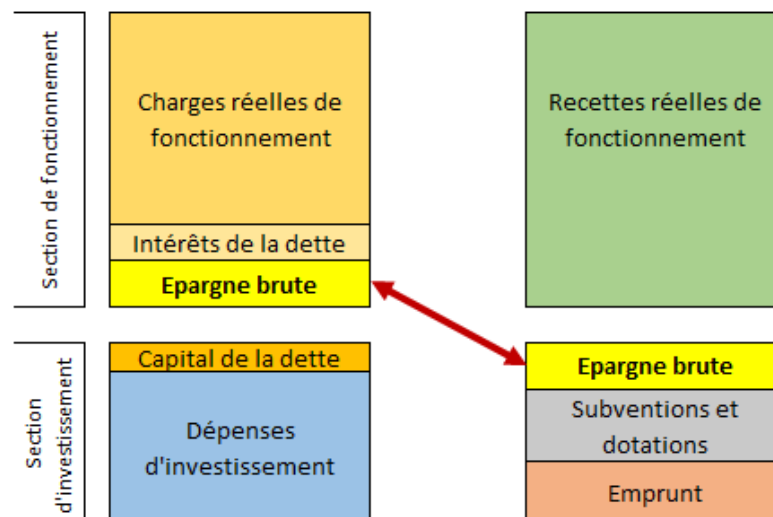 Section de fonctionnement
Charges réelles de
fonctionnement
Intérêts de la dette
Epargne brute
Recettes réelles de
fonctionnement
Section
d'investissement
Capital de la dette
Dépenses
d'investissement
Epargne brute
Subventions et
dotations
Emprunt